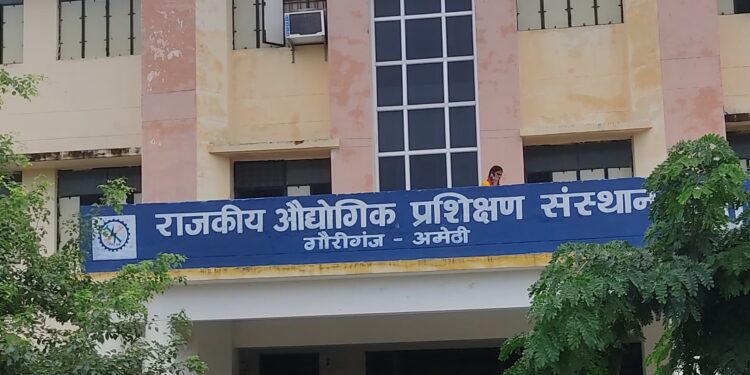 राजकीय औद्योगिक प्रशिक्षण संस्थान
गौरीगंज - अमेठी